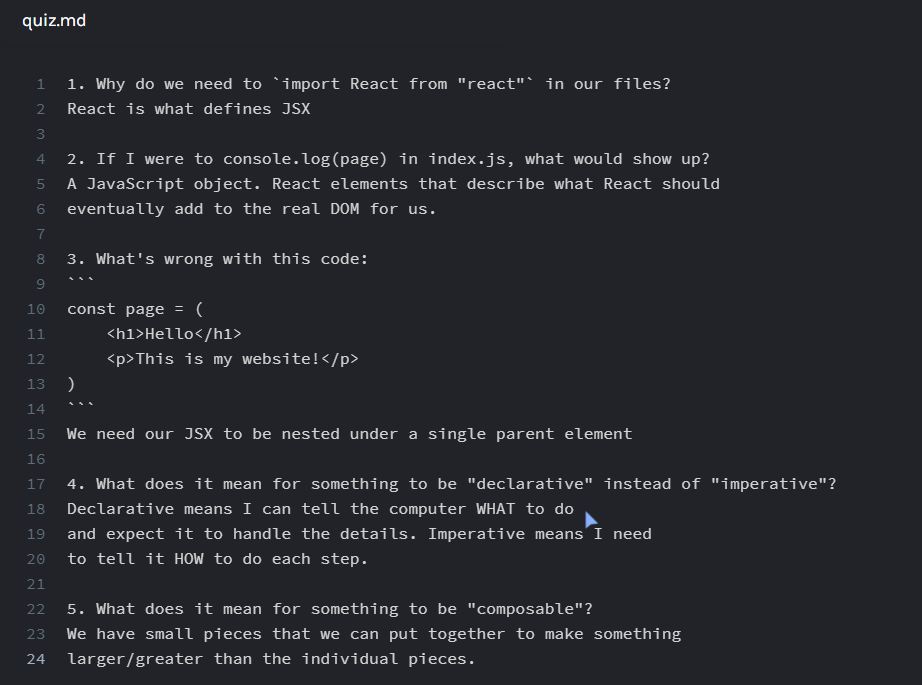 quiz.md
1 1. Why do we need to `import React from "react"` in our files?
2 React is what defines JSX
3
4 2. If I were to console.log(page) in index.js, what would show up?
5 A JavaScript object. React elements that describe what React should
6 eventually add to the real DOM for us.
7
8 3. What's wrong with this code:
9 ```
10 const page = (
11     <h1>Hello</h1>
12     <p>This is my website!</p>
13 )
14 ```
15 We need our JSX to be nested under a single parent element
16
17 4. What does it mean for something to be "declarative" instead of "imperative"?
18 Declarative means I can tell the computer WHAT to do
19 and expect it to handle the details. Imperative means I need
20 to tell it HOW to do each step.
21
22 5. What does it mean for something to be "composable"?
23 We have small pieces that we can put together to make something
24 larger/greater than the individual pieces.